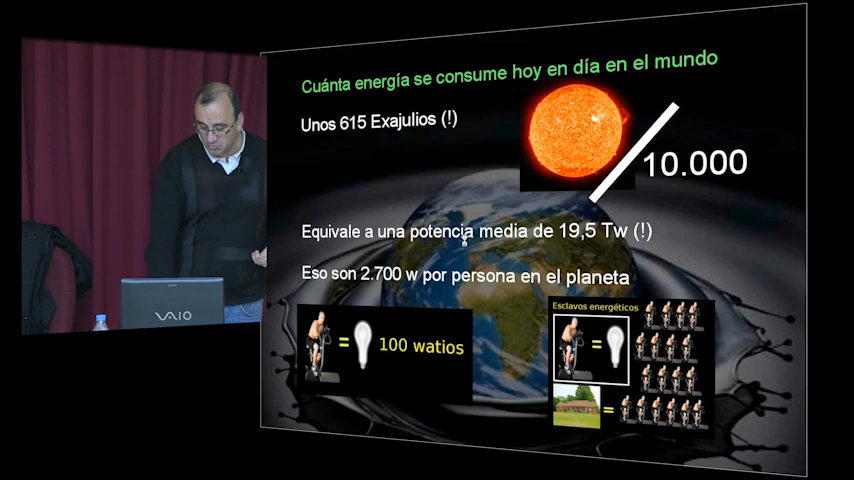 Cuánta energía se consume hoy en día en el mundo
Unos 615 Exajulios (!)
10.000
Equivale a una potencia media de 19,5 Tw (!)
Eso son 2.700 w por persona en el planeta
= 100 watios
Esclavos energéticos
=
=
VAIO